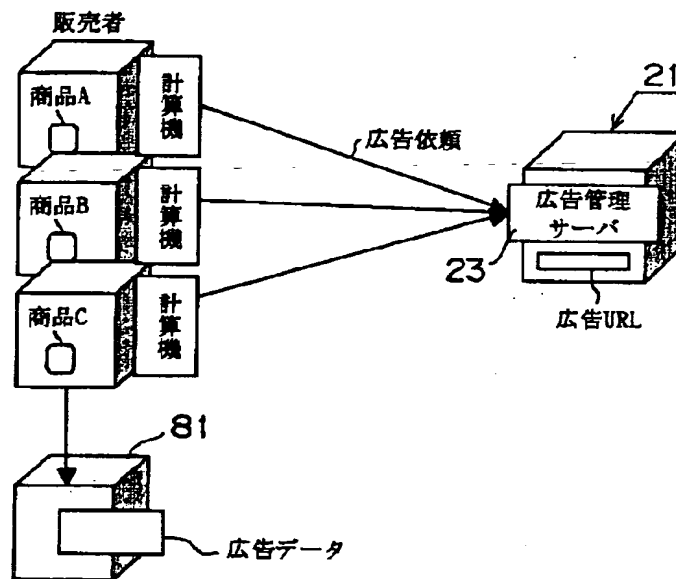 販売者
商品A
計算機
21
広告依頼
商品B
計算機
広告管理
サーバ
23
商品C
計算機
広告URL
81
広告データ